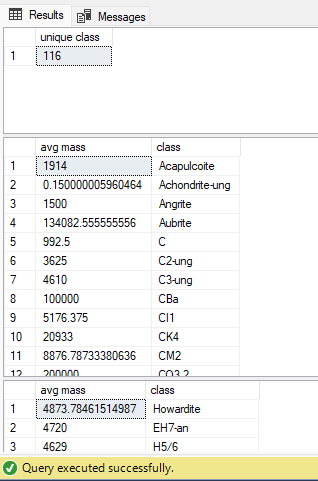 Results Messages
unique class
1 116
avg mass class
1 1914 Acapulcoite
2 0.150000005960464 Achondrite-ung
3 1500 Angrite
4 134082.555555556 Aubrite
5 992.5 C
6 3625 C2-ung
7 4610 C3-ung
8 100000 CBa
9 5176.375 CI1
10 20933 CK4
11 8876.78733380636 CM2
12 200000 CO3.2
avg mass class
1 4873.78461514987 Howardite
2 4720 EH7-an
3 4629 H5/6
Query executed successfully.